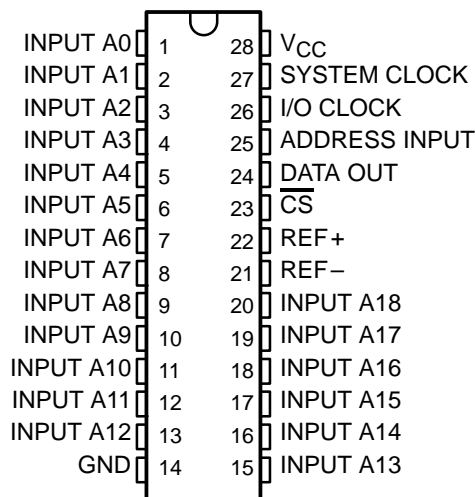 INPUT A0 1 28 VCC
INPUT A1 2 27 SYSTEM CLOCK
INPUT A2 3 26 I/O CLOCK
INPUT A3 4 25 ADDRESS INPUT
INPUT A4 5 24 DATA OUT
INPUT A5 6 23 C̅S̅
INPUT A6 7 22 REF+
INPUT A7 8 21 REF−
INPUT A8 9 20 INPUT A18
INPUT A9 10 19 INPUT A17
INPUT A10 11 18 INPUT A16
INPUT A11 12 17 INPUT A15
INPUT A12 13 16 INPUT A14
GND 14 15 INPUT A13